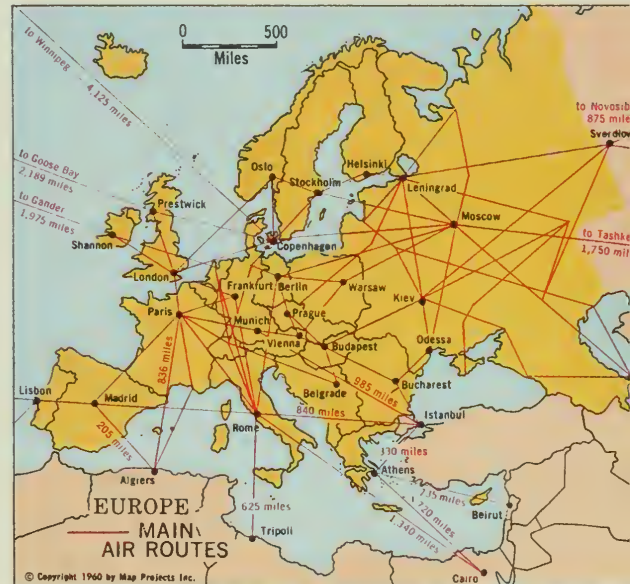 0 500
Miles
to Winnipeg
4,125 miles
to Goose Bay
2,189 miles
to Gander
1,975 miles
to Novosib
875 mile
Sverdlov
Oslo
Helsinki
Stockholm
Leningrad
Prestwick
Moscow
Shannon
Copenhagen
to Tashke
1,750 mil
London
Frankfurt
Berlin
Warsaw
Paris
Prague
Kiev
Munich
Vienna
Budapest
Odessa
836 miles
985 miles
Belgrade
Bucharest
Lisbon
Madrid
Rome
840 miles
Istanbul
205 miles
330 miles
Athens
Algiers
735 miles
720 miles
1,340 miles
Beirut
625 miles
Tripoli
Cairo
EUROPE
MAIN
AIR ROUTES
© Copyright 1960 by Map Projects Inc.